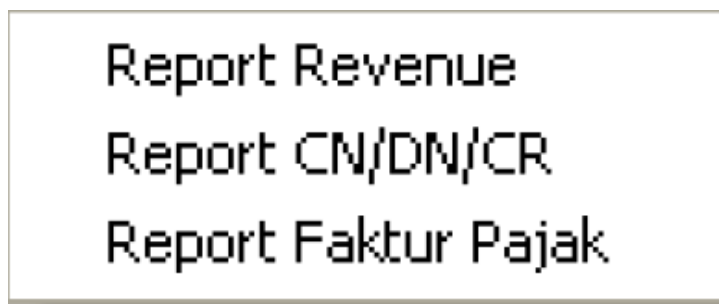 Report Revenue
Report CN/DN/CR
Report Faktur Pajak